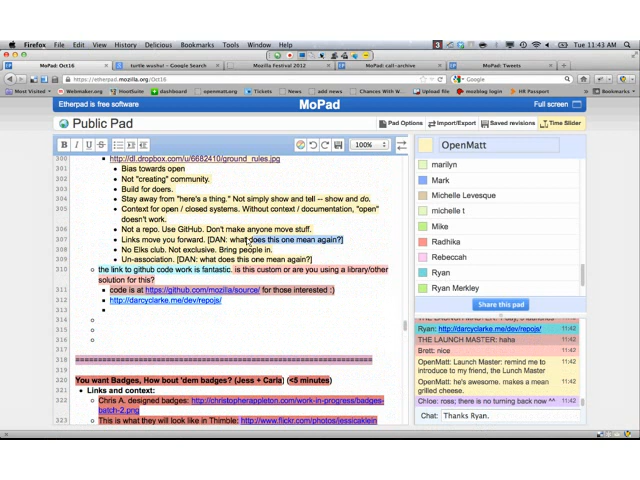 Firefox File Edit View History Delicious Bookmarks Tools Window Help
3
Tue 11:43 AM
MoPad: Oct16
MoPad: Oct16
turtle wushu! – Google Search
Mozilla Festival 2012
MoPad: call-archive
MoPad: Tweets
https://etherpad.mozilla.org/Oct16
Google
Most Visited
Webmaker.org
HootSuite
dashboard
openmatt.org
Tickets
News
add news
Chances With W...
Upload file
mozblog login
HR Passport
Bookmarks
Etherpad is free software
MoPad
Full screen
Public Pad
Pad Options
Import/Export
Saved revisions
Time Slider
B I U S
100%
OpenMatt
300 http://dl.dropbox.com/u/6682410/ground_rules.jpg
301 Bias towards open
302 Not "creating" community.
303 Build for doers.
304 Stay away from "here's a thing." Not simply show and tell -- show and do.
305 Context for open / closed systems. Without context / documentation, "open"
doesn't work.
306 Not a repo. Use GitHub. Don't make anyone move stuff.
307 Links move you forward. [DAN: what does this one mean again?]
308 No Elks club. Not exclusive. Bring people in.
309 Un-association. [DAN: what does this one mean again?]
310 the link to github code work is fantastic. is this custom or are you using a library/other
solution for this?
311 code is at https://github.com/mozilla/source/ for those interested :)
312 http://darcyclarke.me/dev/repojs/
313
314
315
316
317
318 ================================================
319
320 You want Badges, How bout 'dem badges? (Jess + Carla) (<5 minutes)
321 Links and context:
322 Chris A. designed badges: http://christopherappleton.com/work-in-progress/badges-
batch-2.png
323 This is what they will look like in Thimble: http://www.flickr.com/photos/jessicaklein
marilyn
Mark
Michelle Levesque
michelle t
Mike
Radhika
Rebeccah
Ryan
Ryan Merkley
Share this pad
Ryan: http://darcyclarke.me/dev/repojs/ 11:42
THE LAUNCH MASTER: haha 11:42
Brett: nice 11:42
OpenMatt: Launch Master: remind me to 11:42
introduce to my friend, the Lunch Master
OpenMatt: he's awesome. makes a mean 11:42
grilled cheese.
Chloe: ross; there is no turning back now ^^ 11:42
Chat: Thanks Ryan.